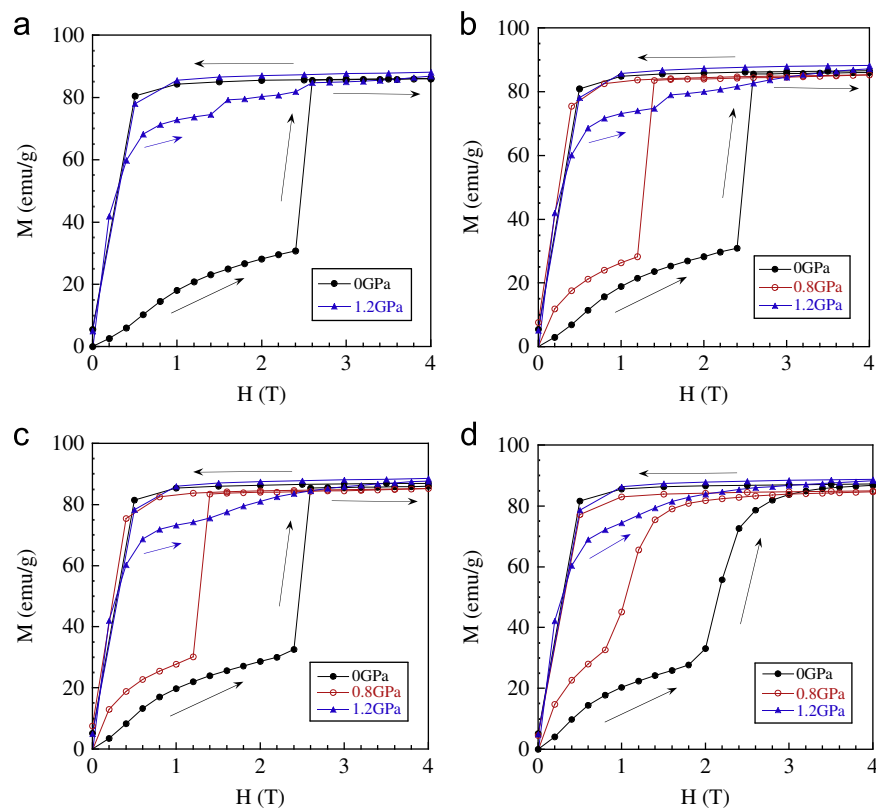 a
100
80
60
40
20
0
M (emu/g)
0 1 2 3 4
H (T)
0GPa
1.2GPa
b
100
80
60
40
20
0
M (emu/g)
0 1 2 3 4
H (T)
0GPa
0.8GPa
1.2GPa
c
100
80
60
40
20
0
M (emu/g)
0 1 2 3 4
H (T)
0GPa
0.8GPa
1.2GPa
d
100
80
60
40
20
0
M (emu/g)
0 1 2 3 4
H (T)
0GPa
0.8GPa
1.2GPa